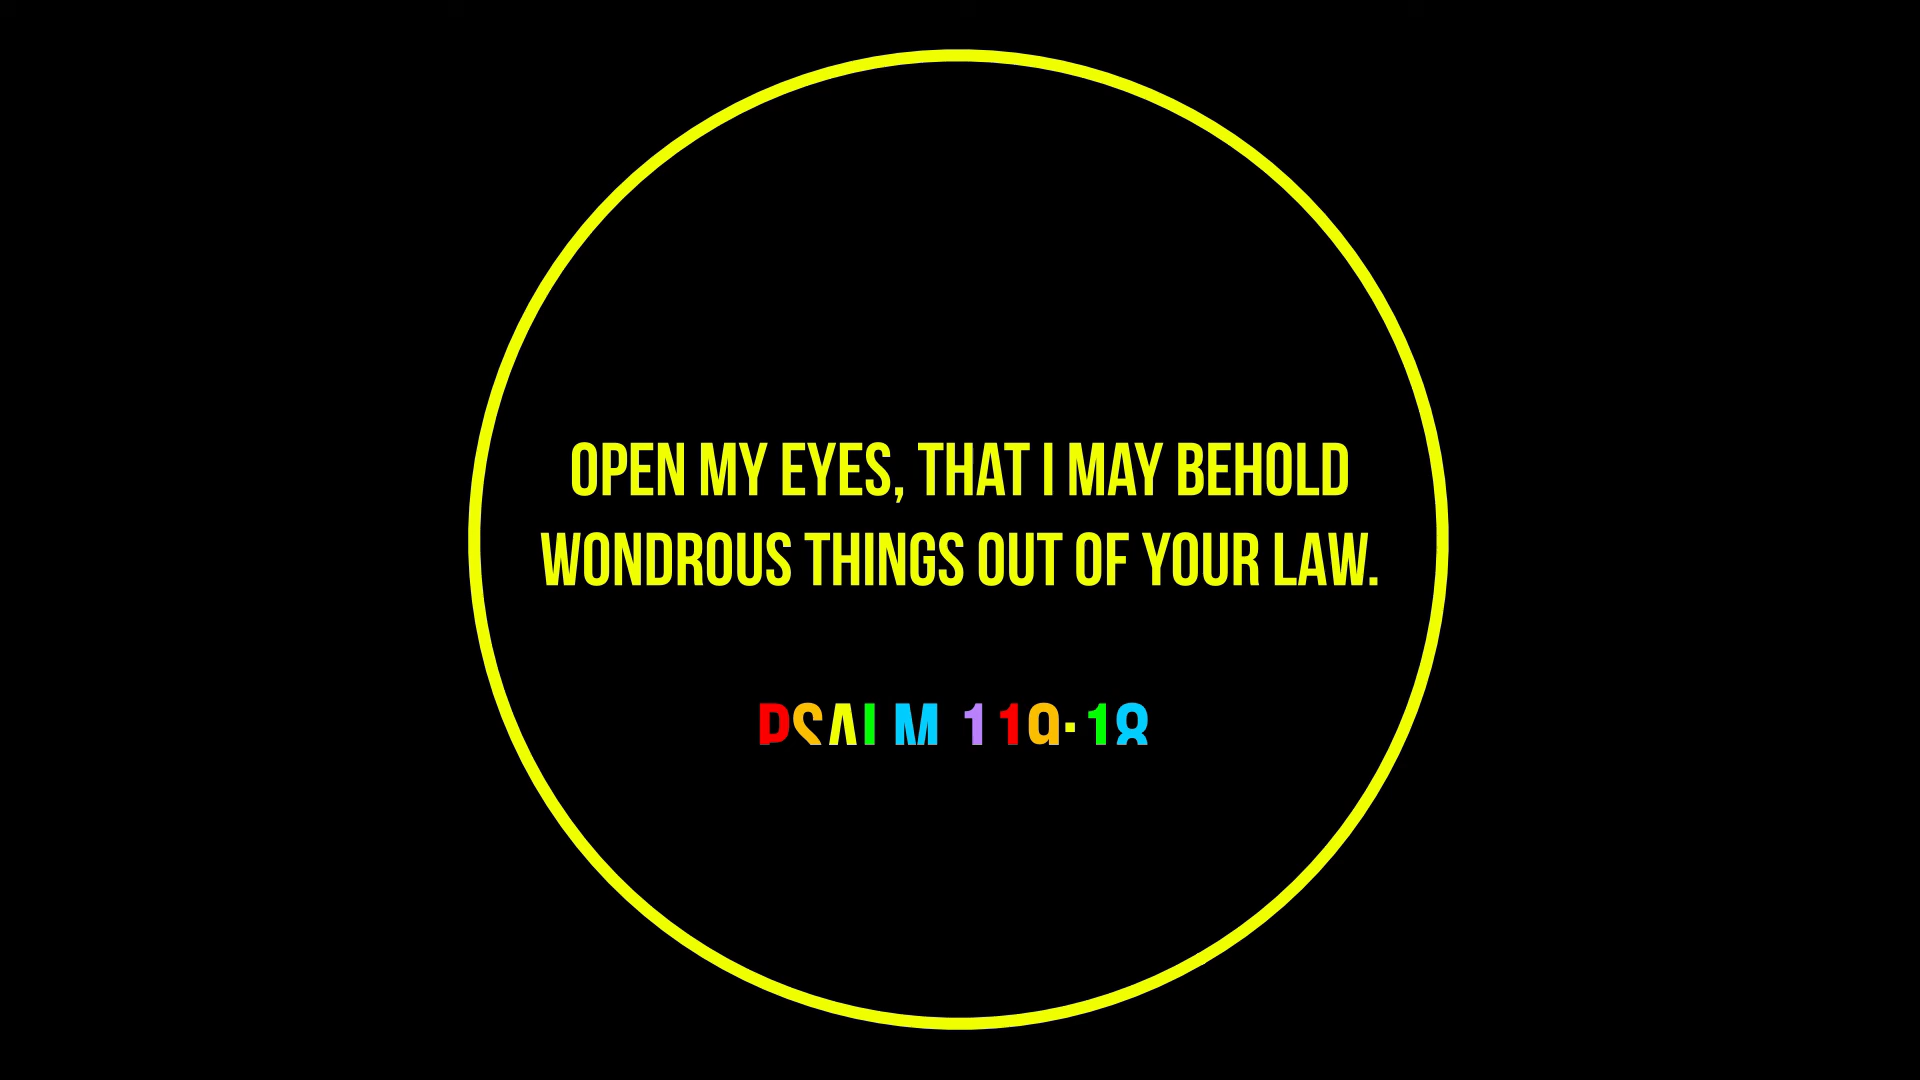 OPEN MY EYES, THAT I MAY BEHOLD
WONDROUS THINGS OUT OF YOUR LAW.
PSALM 119:18